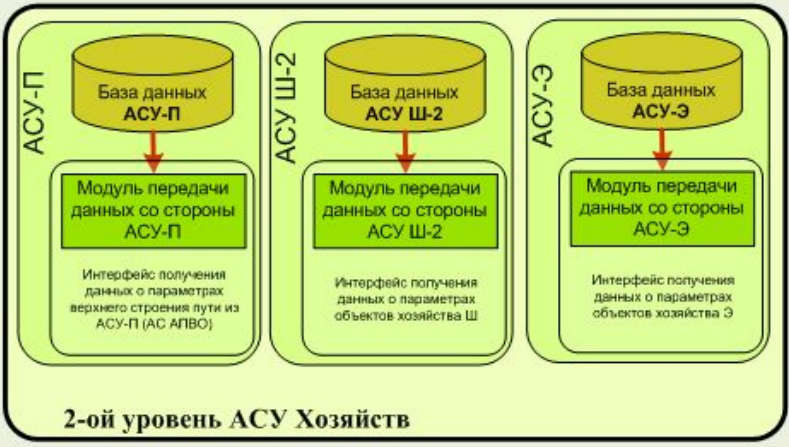 АСУ-П
База данных
АСУ-П
Модуль передачи
данных со стороны
АСУ-П
Интерфейс получения
данных о параметрах
верхнего строения пути из
АСУ-П (АС АПВО)
АСУ Ш-2
База данных
АСУ Ш-2
Модуль передачи
данных со стороны
АСУ Ш-2
Интерфейс получения
данных о параметрах
объектов хозяйства Ш
АСУ-Э
База данных
АСУ-Э
Модуль передачи
данных со стороны
АСУ-Э
Интерфейс получения
данных о параметрах
объектов хозяйства Э
2-ой уровень АСУ Хозяйств